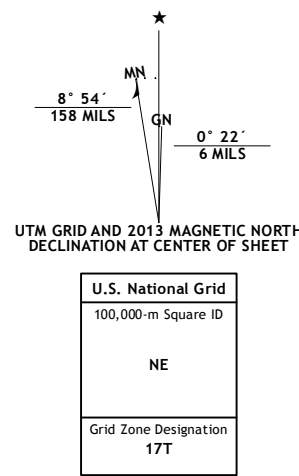 ★
MN
8° 54´
158 MILS
GN
0° 22´
6 MILS
UTM GRID AND 2013 MAGNETIC NORTH
DECLINATION AT CENTER OF SHEET
U.S. National Grid
100,000-m Square ID
NE
Grid Zone Designation
17T